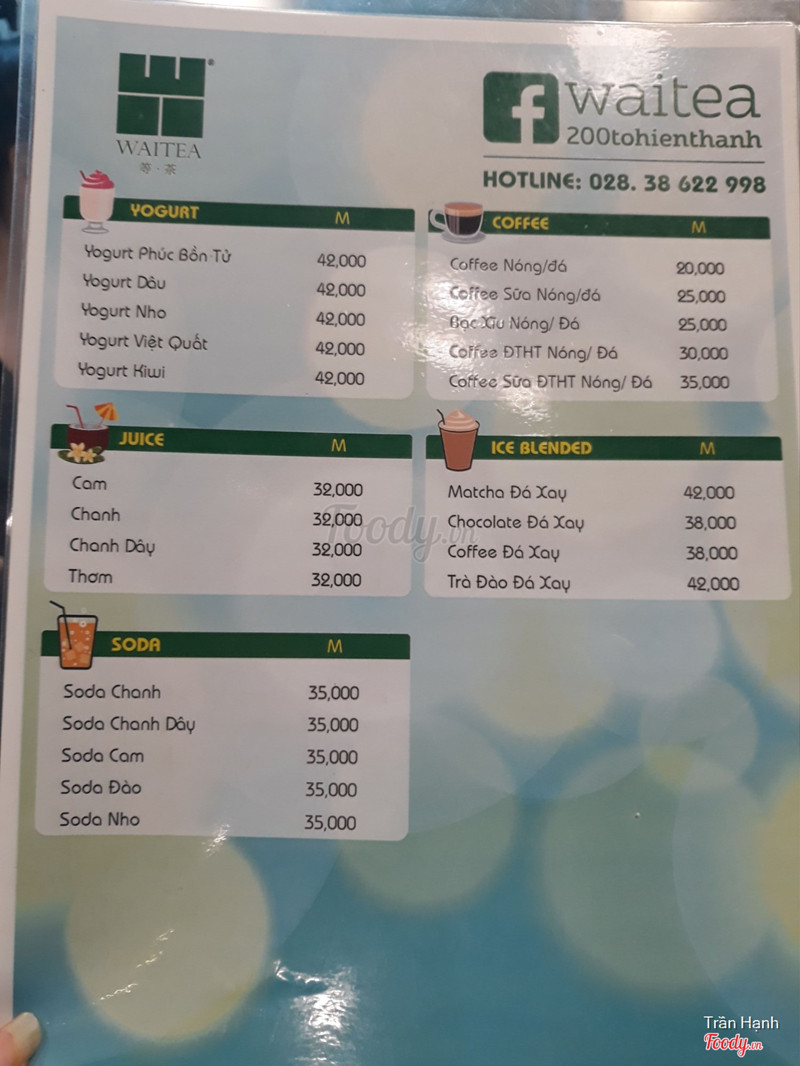 WAITEA
等·茶
waitea
200tohienthanh
HOTLINE: 028. 38 622 998
YOGURT M
Yogurt Phúc Bồn Tử 42,000
Yogurt Dâu 42,000
Yogurt Nho 42,000
Yogurt Việt Quất 42,000
Yogurt Kiwi 42,000
COFFEE M
Coffee Nóng/đá 20,000
Coffee Sữa Nóng/đá 25,000
Bạc Xỉu Nóng/ Đá 25,000
Coffee ĐTHT Nóng/ Đá 30,000
Coffee Sữa ĐTHT Nóng/ Đá 35,000
JUICE M
Cam 32,000
Chanh 32,000
Chanh Dây 32,000
Thơm 32,000
ICE BLENDED M
Matcha Đá Xay 42,000
Chocolate Đá Xay 38,000
Coffee Đá Xay 38,000
Trà Đào Đá Xay 42,000
SODA M
Soda Chanh 35,000
Soda Chanh Dây 35,000
Soda Cam 35,000
Soda Đào 35,000
Soda Nho 35,000
Foody.vn
Trần Hạnh
Foody.vn